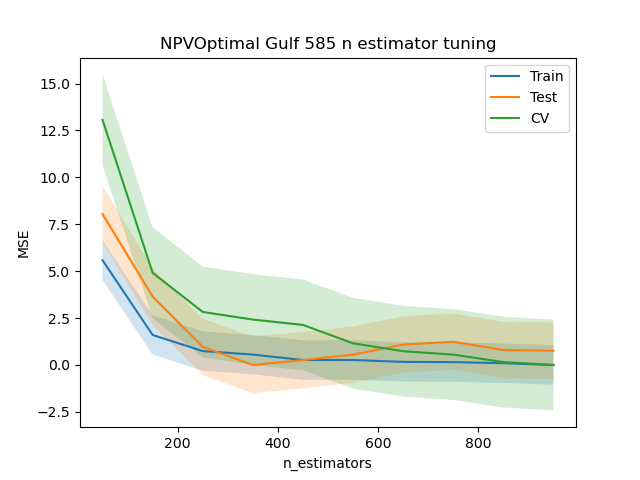 NPVOptimal Gulf 585 n estimator tuning
Train
Test
CV
15.0
12.5
10.0
7.5
5.0
2.5
0.0
−2.5
MSE
200 400 600 800
n_estimators